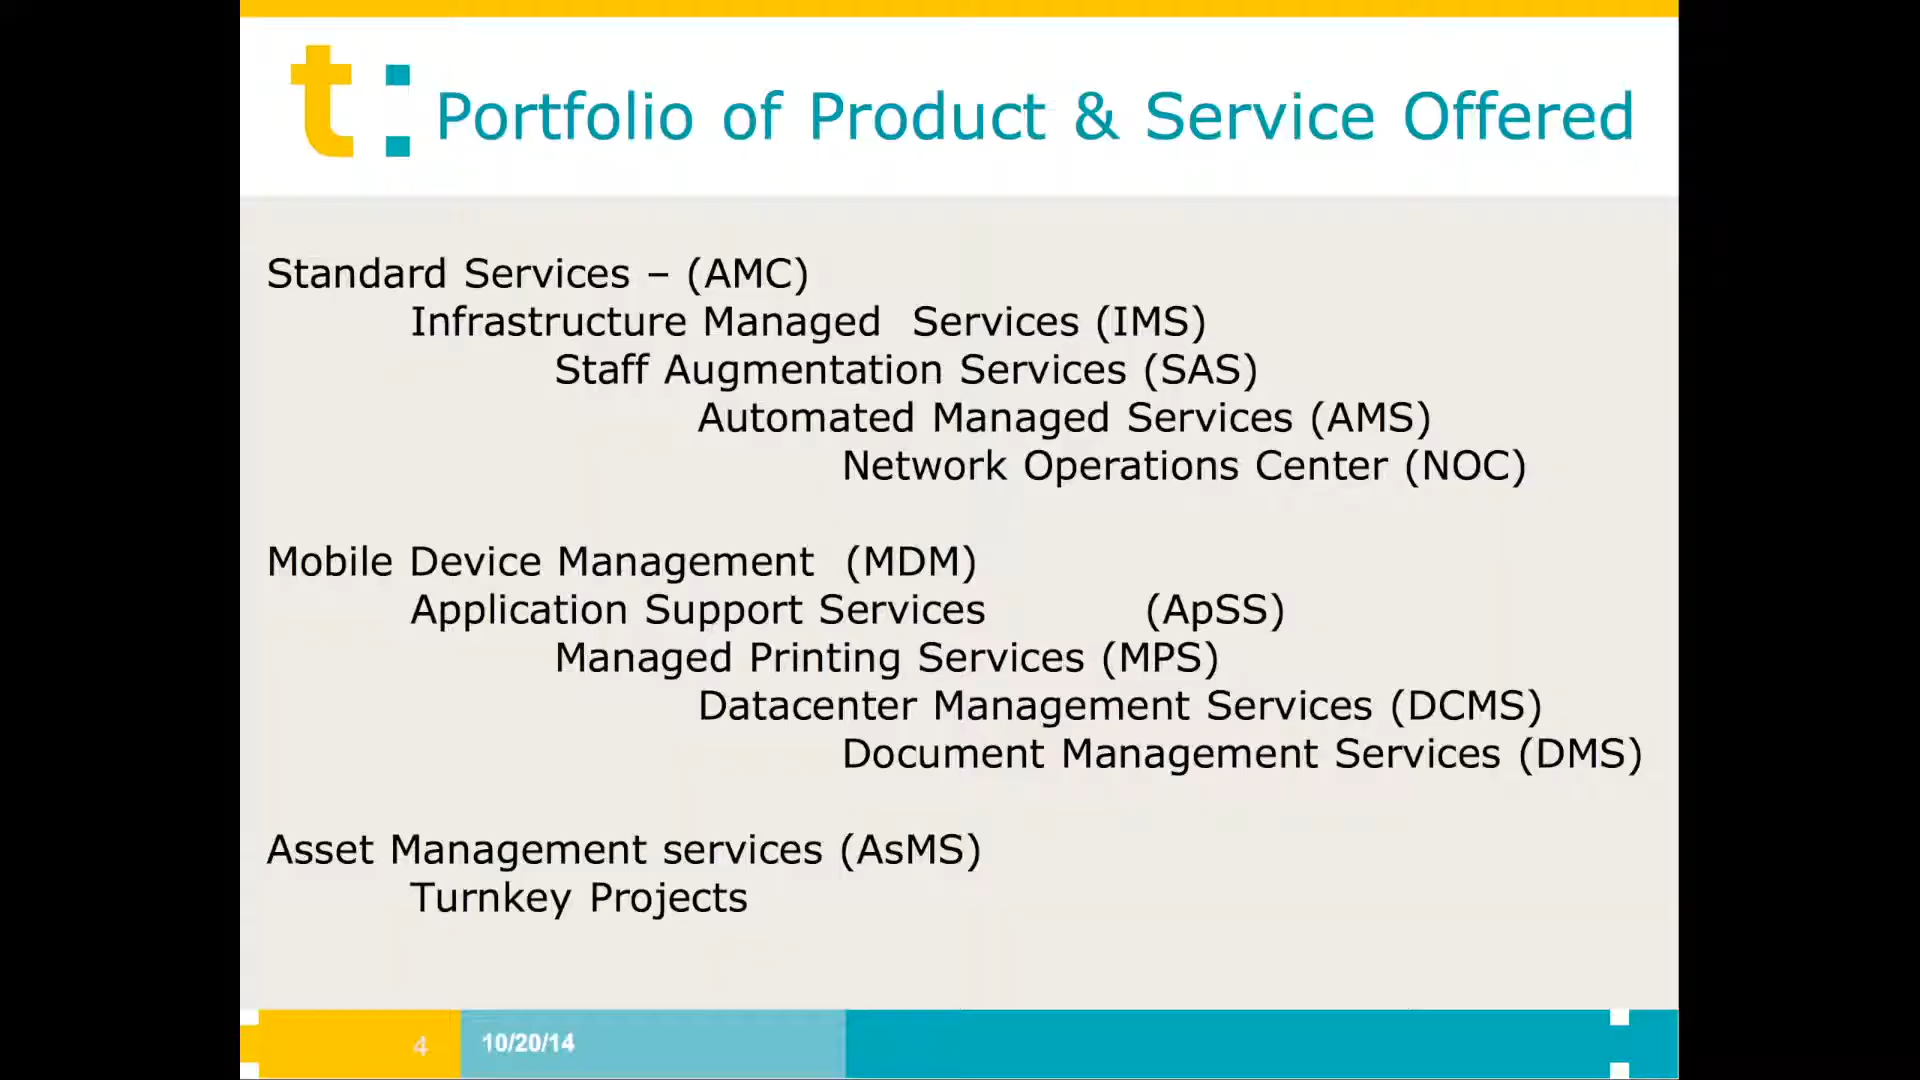 t: Portfolio of Product & Service Offered
Standard Services – (AMC)
Infrastructure Managed Services (IMS)
Staff Augmentation Services (SAS)
Automated Managed Services (AMS)
Network Operations Center (NOC)
Mobile Device Management (MDM)
Application Support Services (ApSS)
Managed Printing Services (MPS)
Datacenter Management Services (DCMS)
Document Management Services (DMS)
Asset Management services (AsMS)
Turnkey Projects
4 10/20/14